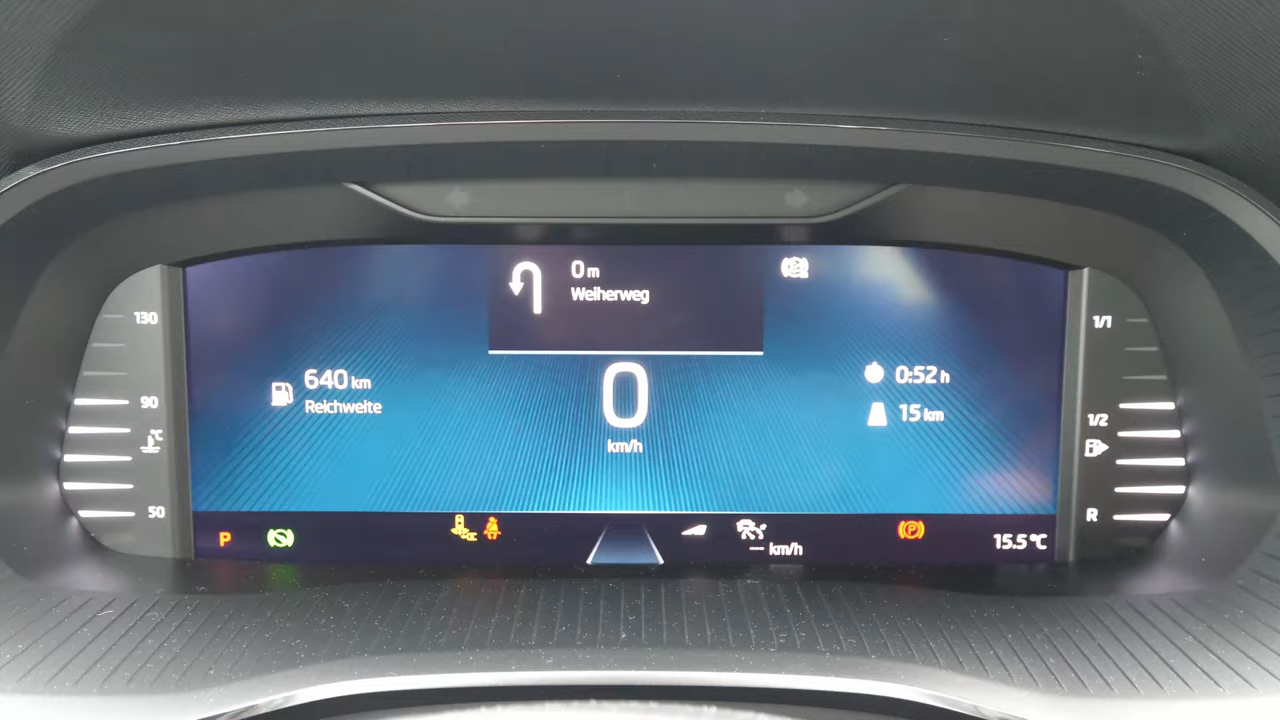 0 m
Weiherweg
130
1/1
640 km
0:52 h
90
Reichweite
0
15 km
1/2
°C
km/h
50
R
P
(P)
--- km/h
15.5 °C